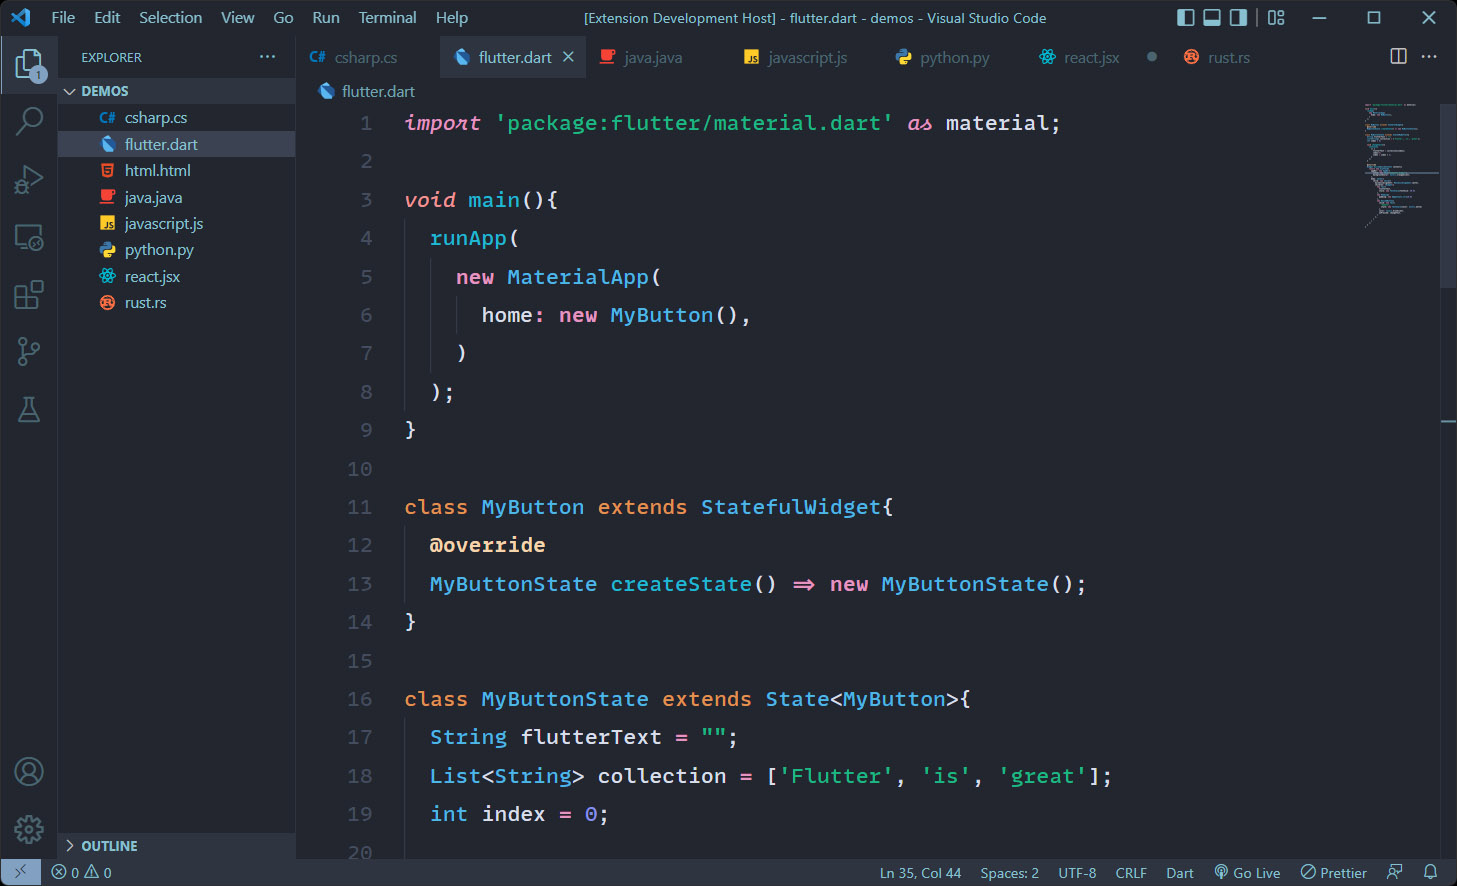 File Edit Selection View Go Run Terminal Help
[Extension Development Host] - flutter.dart - demos - Visual Studio Code
EXPLORER
C# csharp.cs flutter.dart java.java JS javascript.js python.py react.jsx rust.rs
DEMOS
flutter.dart
1
C# csharp.cs
flutter.dart
html.html
java.java
JS javascript.js
python.py
react.jsx
rust.rs
OUTLINE
1 import 'package:flutter/material.dart' as material;
2
3 void main(){
4 runApp(
5 new MaterialApp(
6 home: new MyButton(),
7 )
8 );
9 }
10
11 class MyButton extends StatefulWidget{
12 @override
13 MyButtonState createState() => new MyButtonState();
14 }
15
16 class MyButtonState extends State<MyButton>{
17 String flutterText = "";
18 List<String> collection = ['Flutter', 'is', 'great'];
19 int index = 0;
20
0 0
Ln 35, Col 44 Spaces: 2 UTF-8 CRLF Dart Go Live Prettier